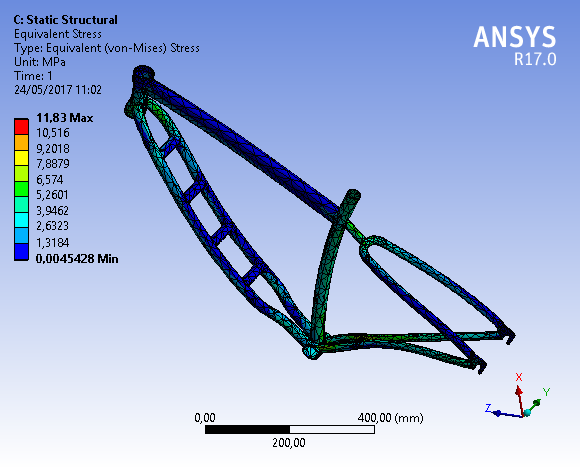 C: Static Structural
Equivalent Stress
Type: Equivalent (von-Mises) Stress
Unit: MPa
Time: 1
24/05/2017 11:02
ANSYS
R17.0
11,83 Max
10,516
9,2018
7,8879
6,574
5,2601
3,9462
2,6323
1,3184
0,0045428 Min
X
Y
Z
0,00
400,00 (mm)
200,00